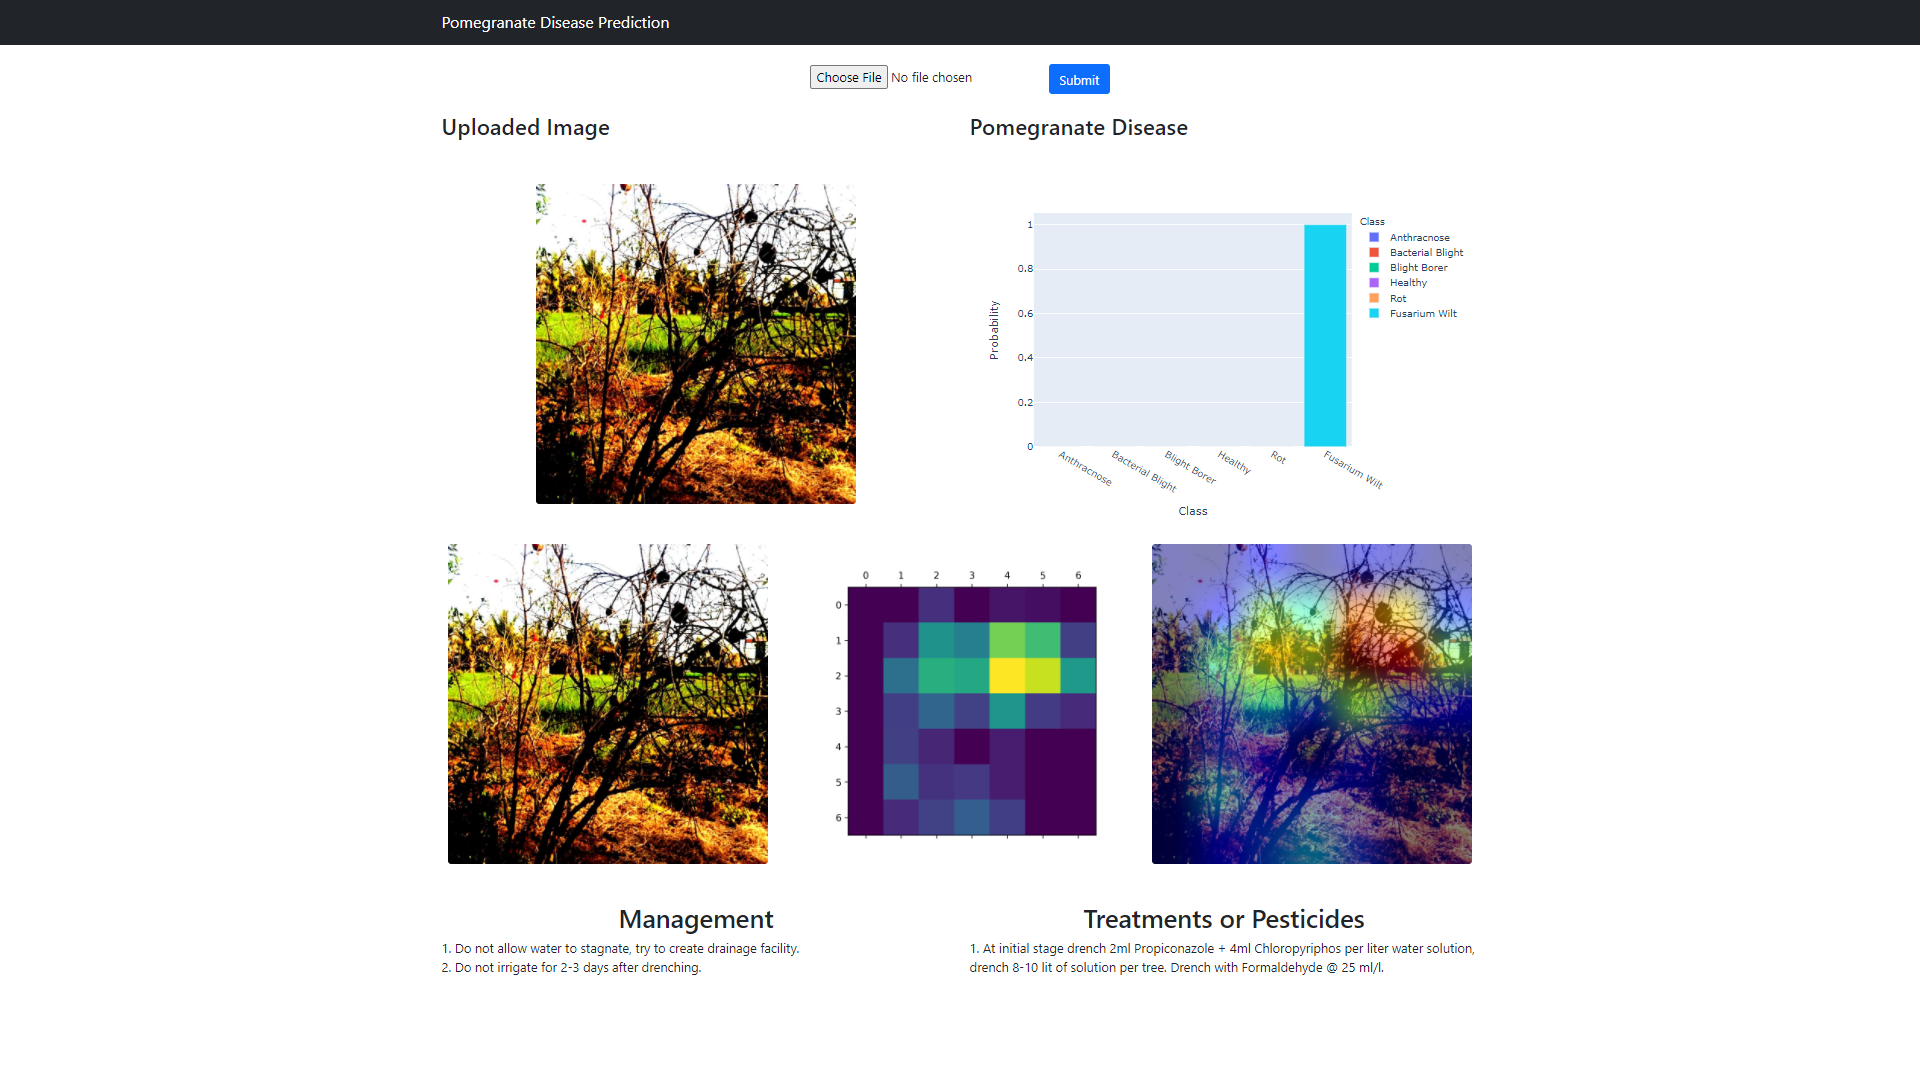 Pomegranate Disease Prediction
Choose File No file chosen
Submit
Uploaded Image
Pomegranate Disease
Probability
1
0.8
0.6
0.4
0.2
0
Anthracnose
Bacterial Blight
Blight Borer
Healthy
Rot
Fusarium Wilt
Class
Class
Anthracnose
Bacterial Blight
Blight Borer
Healthy
Rot
Fusarium Wilt
0 1 2 3 4 5 6
0
1
2
3
4
5
6
Management
1. Do not allow water to stagnate, try to create drainage facility.
2. Do not irrigate for 2-3 days after drenching.
Treatments or Pesticides
1. At initial stage drench 2ml Propiconazole + 4ml Chloropyriphos per liter water solution,
drench 8-10 lit of solution per tree. Drench with Formaldehyde @ 25 ml/l.